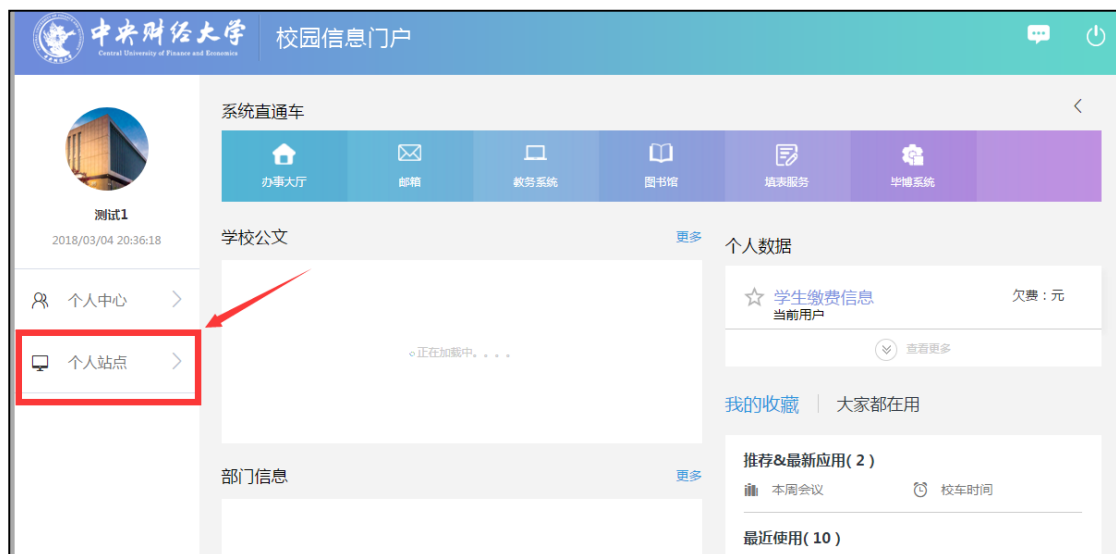 中央财经大学
Central University of Finance and Economics
校园信息门户
测试1
2018/03/04 20:36:18
个人中心
个人站点
系统直通车
办事大厅 邮箱 教务系统 图书馆 填表服务 毕博系统
学校公文 更多
正在加载中。。。。
部门信息 更多
个人数据
学生缴费信息 欠费：元
当前用户
查看更多
我的收藏 大家都在用
推荐&最新应用( 2 )
本周会议 校车时间
最近使用( 10 )